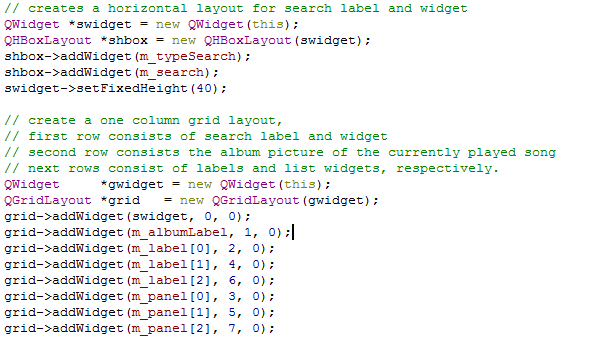 // creates a horizontal layout for search label and widget
QWidget *swidget = new QWidget(this);
QHBoxLayout *shbox = new QHBoxLayout(swidget);
shbox->addWidget(m_typeSearch);
shbox->addWidget(m_search);
swidget->setFixedHeight(40);
// create a one column grid layout,
// first row consists of search label and widget
// second row consists the album picture of the currently played song
// next rows consist of labels and list widgets, respectively.
QWidget     *gwidget = new QWidget(this);
QGridLayout *grid   = new QGridLayout(gwidget);
grid->addWidget(swidget, 0, 0);
grid->addWidget(m_albumLabel, 1, 0);
grid->addWidget(m_label[0], 2, 0);
grid->addWidget(m_label[1], 4, 0);
grid->addWidget(m_label[2], 6, 0);
grid->addWidget(m_panel[0], 3, 0);
grid->addWidget(m_panel[1], 5, 0);
grid->addWidget(m_panel[2], 7, 0);